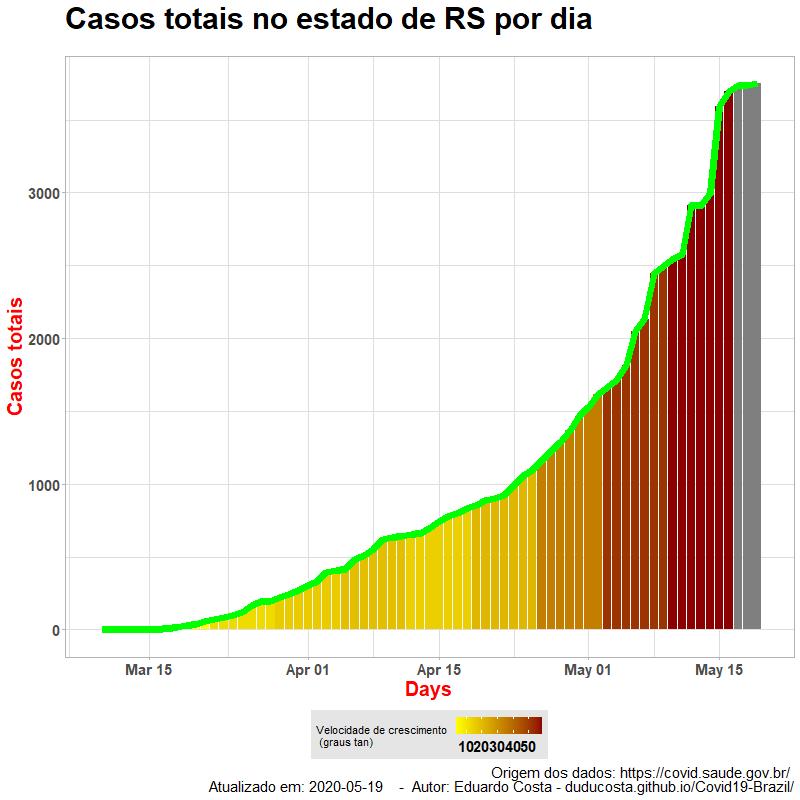 Casos totais no estado de RS por dia
Casos totais
3000
2000
1000
0
Mar 15 Apr 01 Apr 15 May 01 May 15
Days
Velocidade de crescimento
(graus tan)
1020304050
Origem dos dados: https://covid.saude.gov.br/
Atualizado em: 2020-05-19 - Autor: Eduardo Costa - duducosta.github.io/Covid19-Brazil/